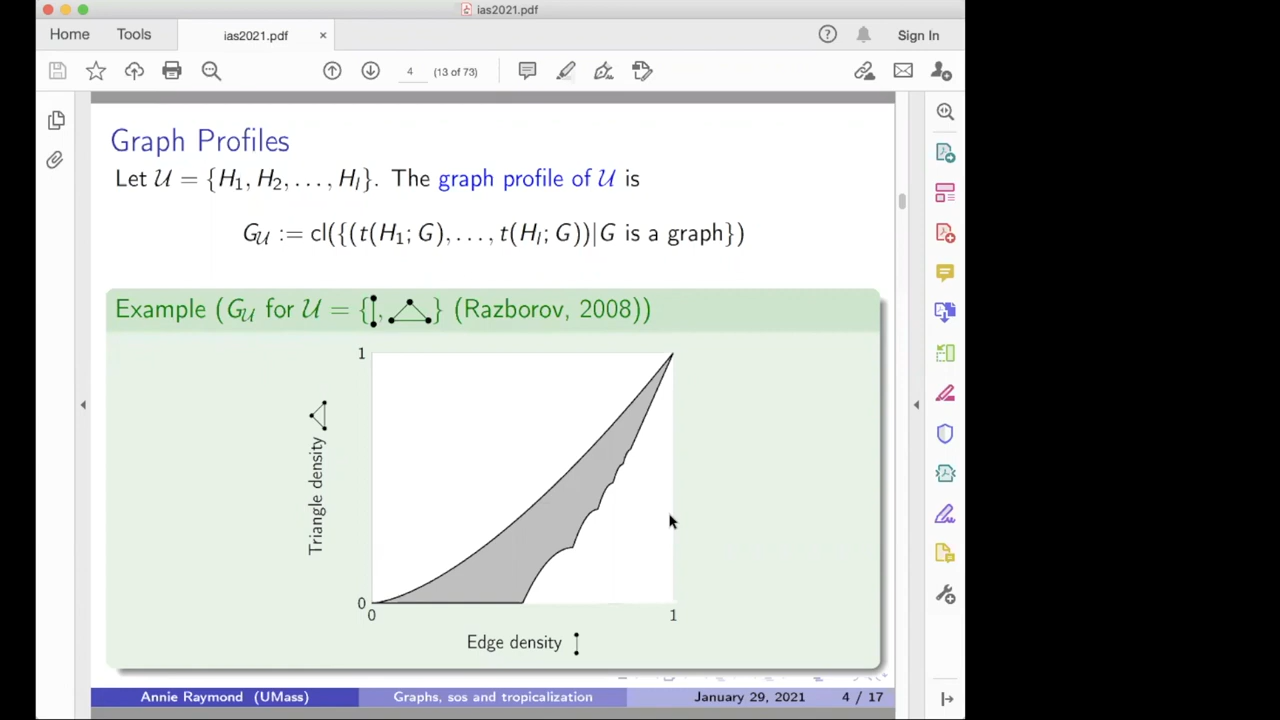 ias2021.pdf
Home Tools ias2021.pdf × Sign In
4 (13 of 73)
Graph Profiles
Let 𝒰 = {H₁, H₂, . . . , Hₗ}. The graph profile of 𝒰 is
G𝒰 := cl({(t(H₁; G), . . . , t(Hₗ; G))|G is a graph})
Example (G𝒰 for 𝒰 = { , } (Razborov, 2008))
1
Triangle density
0
0 1
Edge density
Annie Raymond (UMass) Graphs, sos and tropicalization January 29, 2021 4 / 17